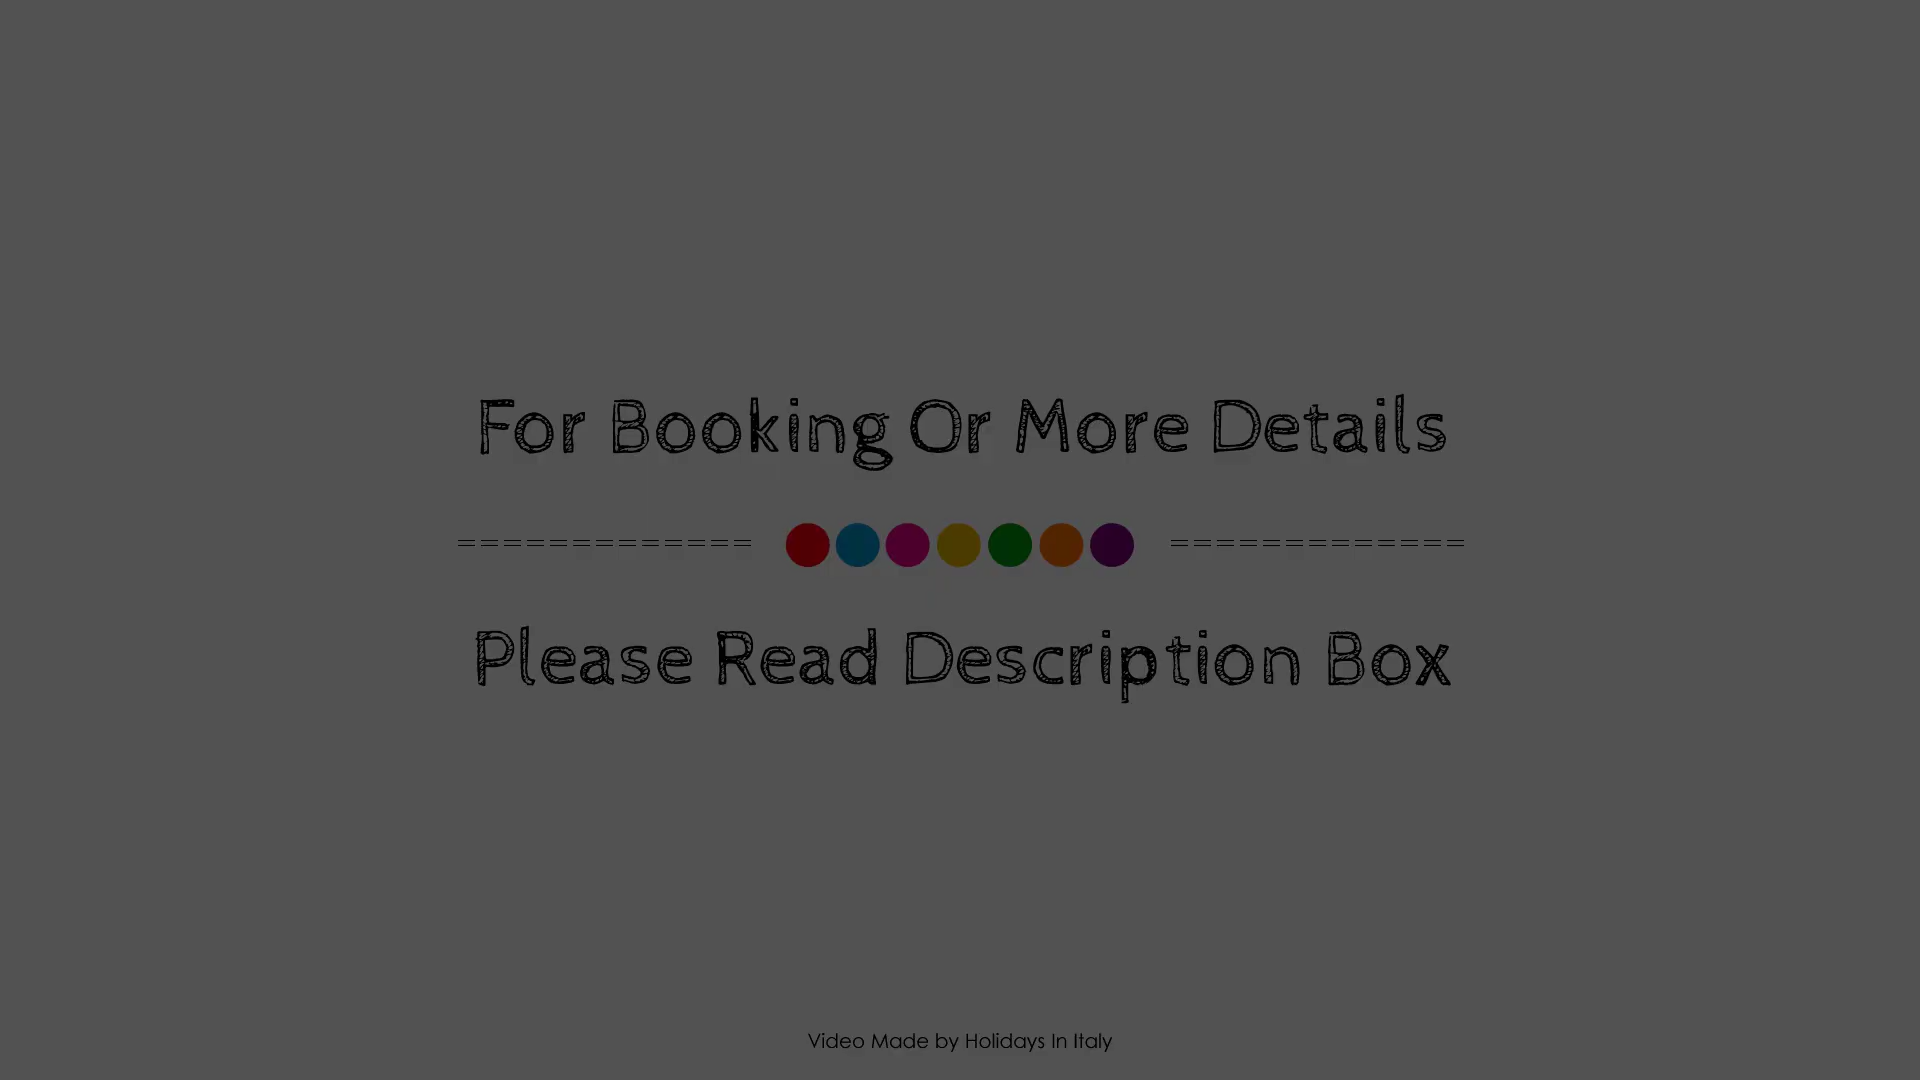 For Booking Or More Details
============= =============
Please Read Description Box
Video Made by Holidays In Italy